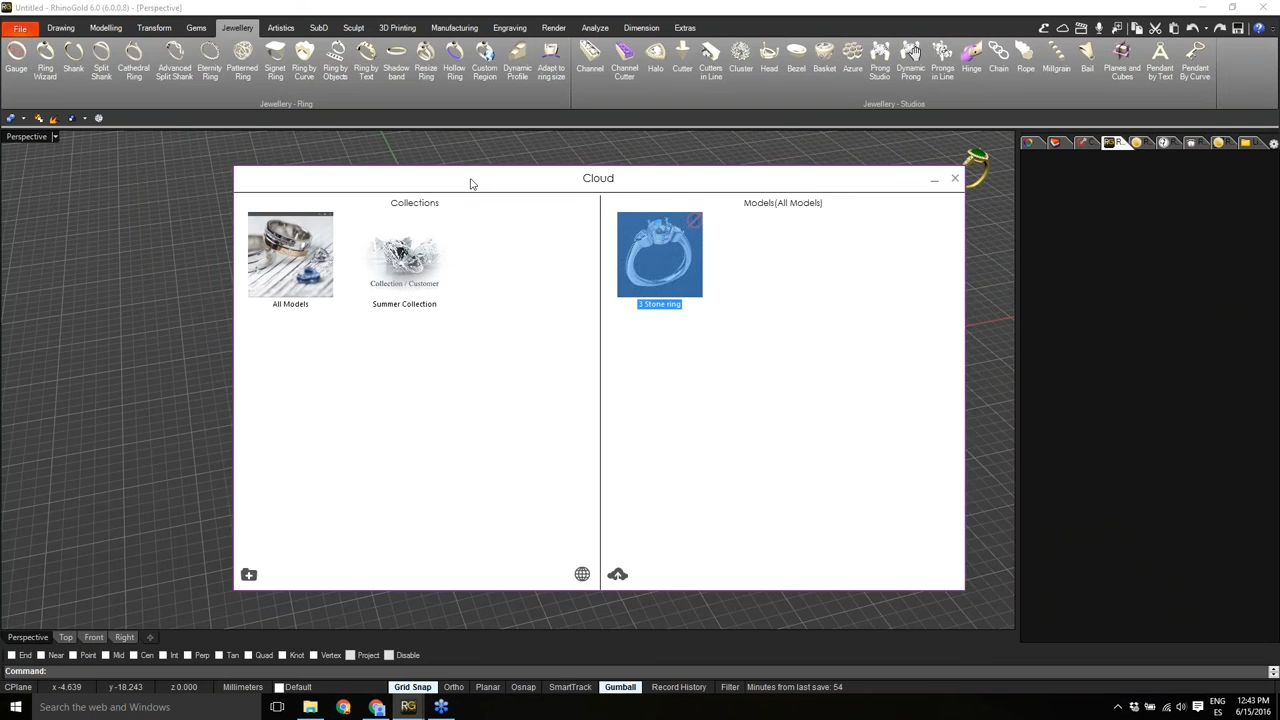 Untitled - RhinoGold 6.0 (6.0.0.8) - [Perspective]
File Drawing Modelling Transform Gems Jewellery Artistics SubD Sculpt 3D Printing Manufacturing Engraving Render Analyze Dimension Extras
Gauge Ring Wizard Shank Split Shank Cathedral Ring Advanced Split Shank Eternity Ring Patterned Ring Signet Ring Ring by Curve Ring by Objects Ring by Text Shadow band Resize Ring Hollow Ring Custom Region Dynamic Profile Adapt to ring size Channel Channel Cutter Halo Cutter Cutters in Line Cluster Head Bezel Basket Azure Prong Studio Dynamic Prong Prongs in Line Hinge Chain Rope Millgrain Bail Planes and Cubes Pendant by Text Pendant By Curve
Jewellery - Ring Jewellery - Studios
Perspective
Cloud
Collections Models(All Models)
Collection / Customer
All Models Summer Collection 3 Stone ring
Perspective Top Front Right
End Near Point Mid Cen Int Perp Tan Quad Knot Vertex Project Disable
Command:
CPlane x -4.639 y -18.243 z 0.000 Millimeters Default Grid Snap Ortho Planar Osnap SmartTrack Gumball Record History Filter Minutes from last save: 54
Search the web and Windows
ENG 12:43 PM
ES 6/15/2016